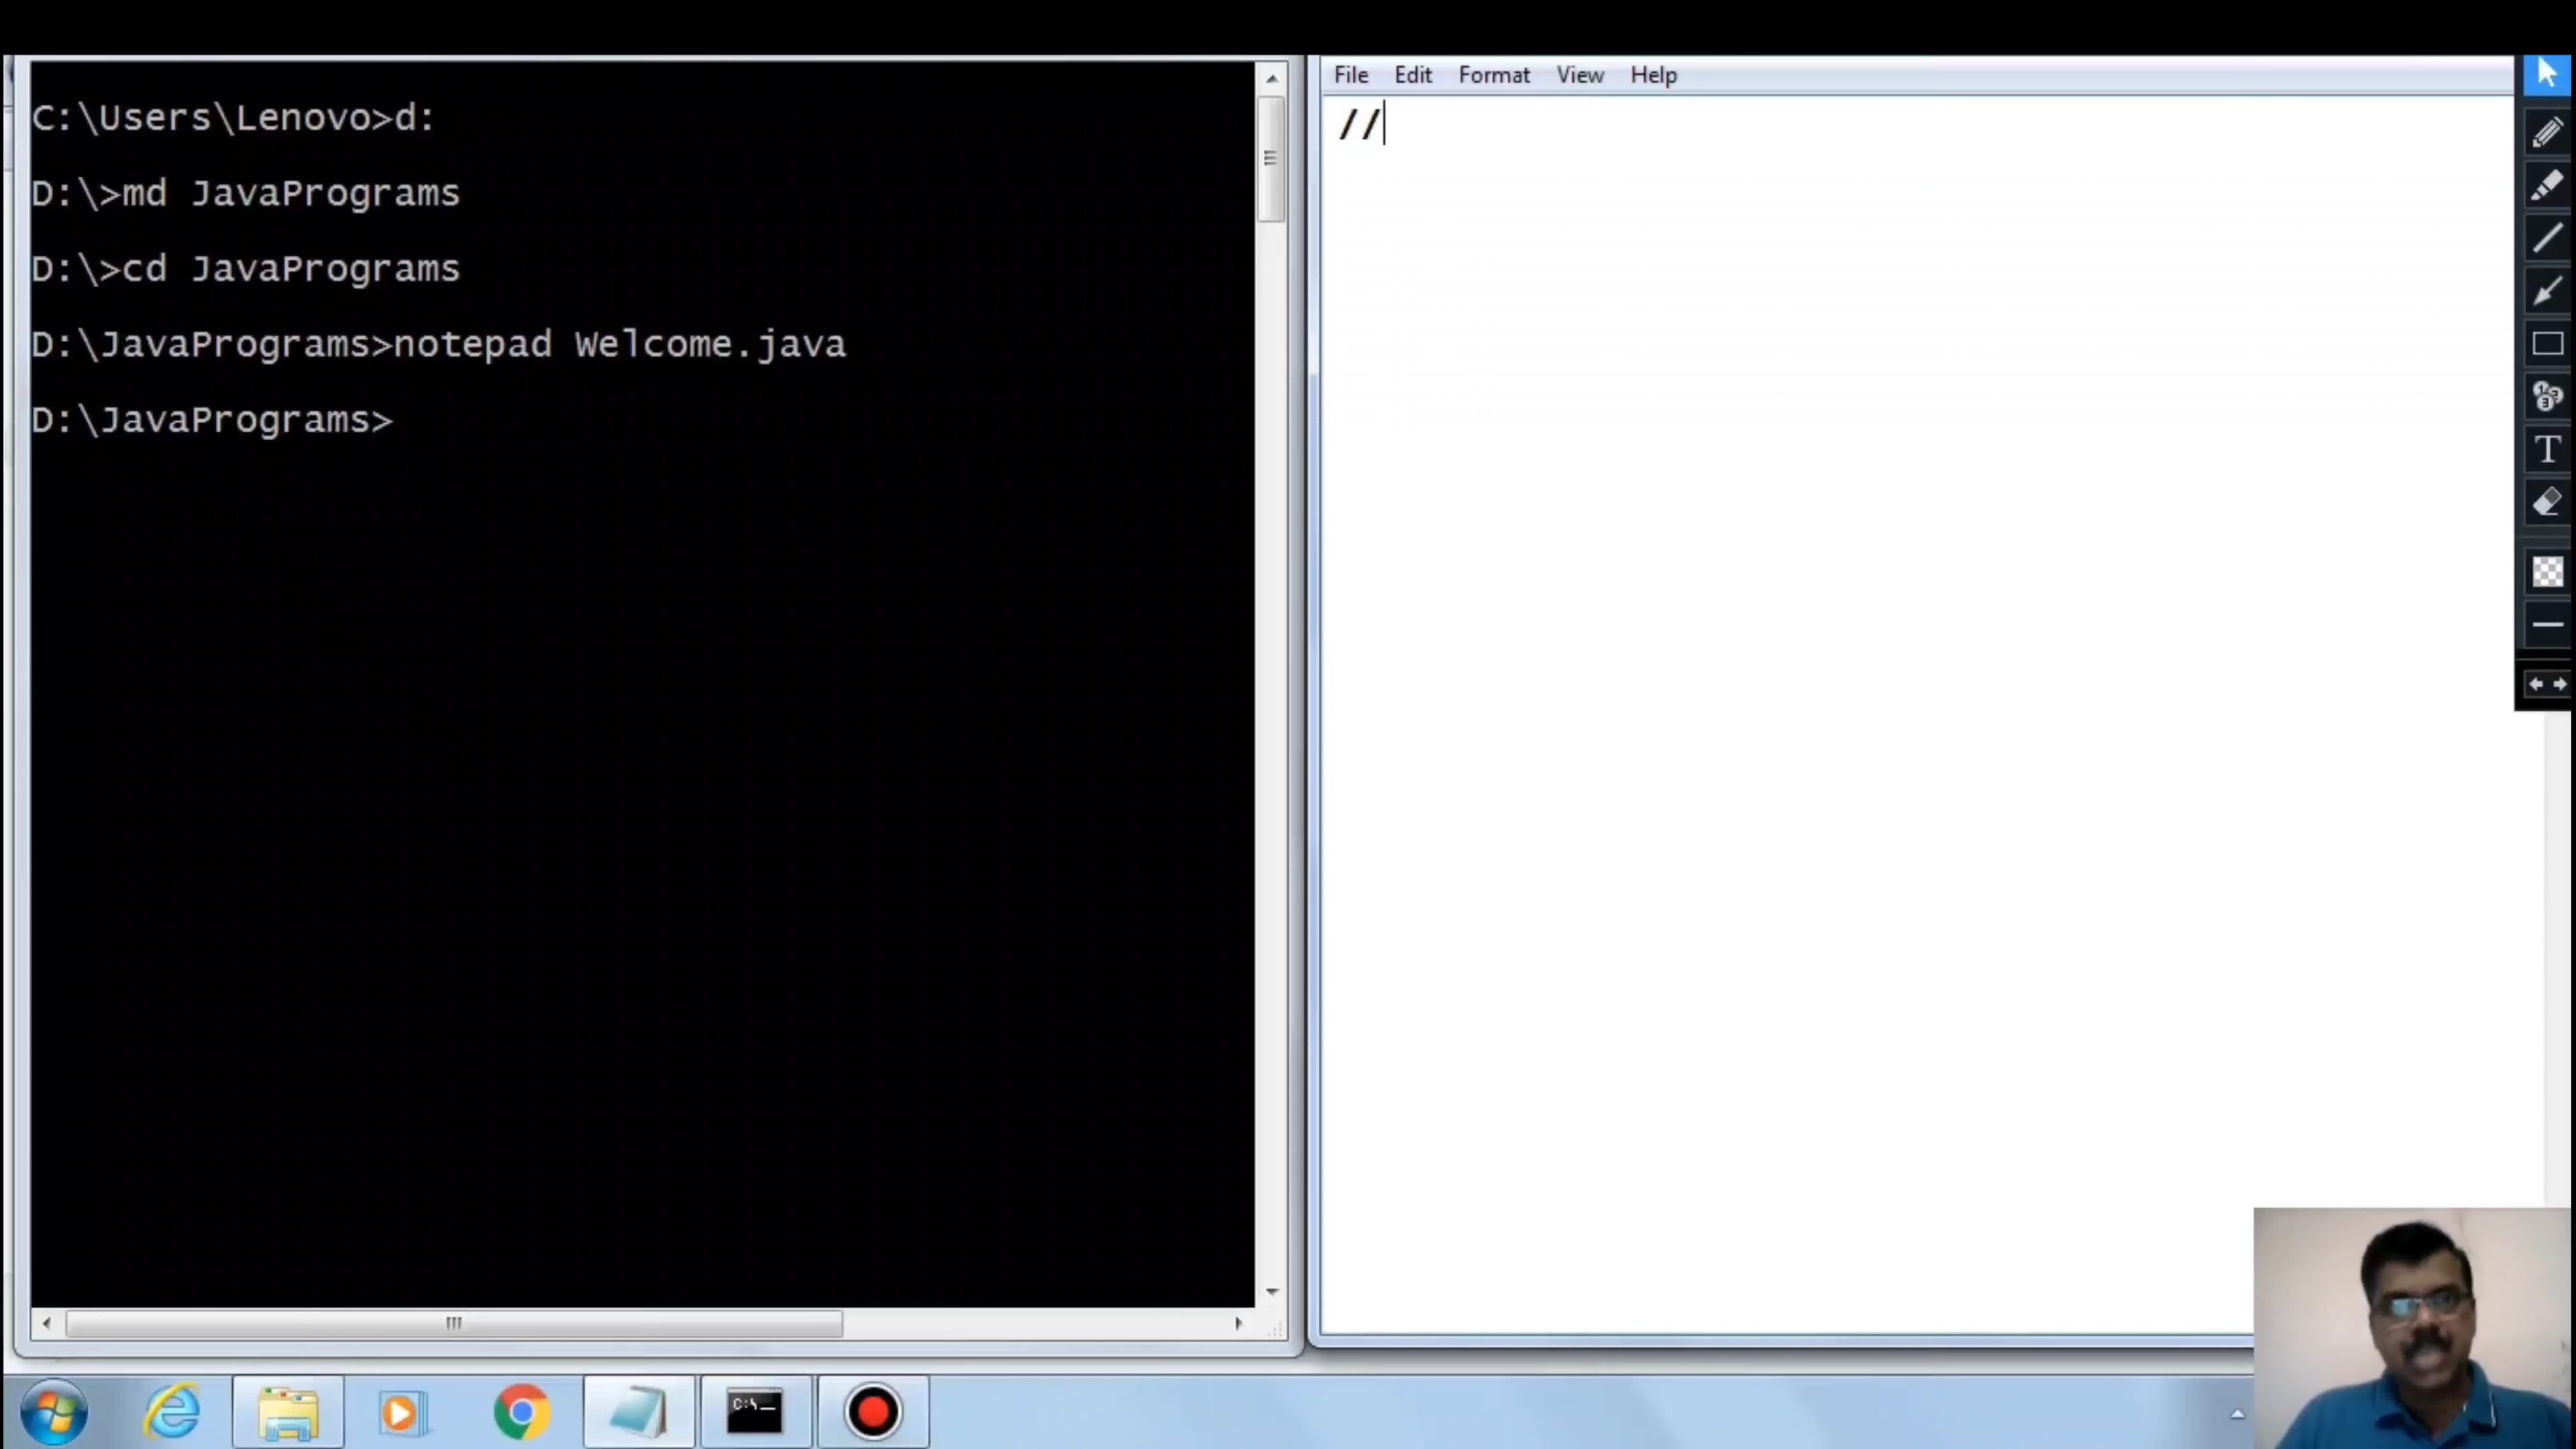 C:\Users\Lenovo>d:
D:\>md JavaPrograms
D:\>cd JavaPrograms
D:\JavaPrograms>notepad Welcome.java
D:\JavaPrograms>
File Edit Format View Help
//
T
C:\_